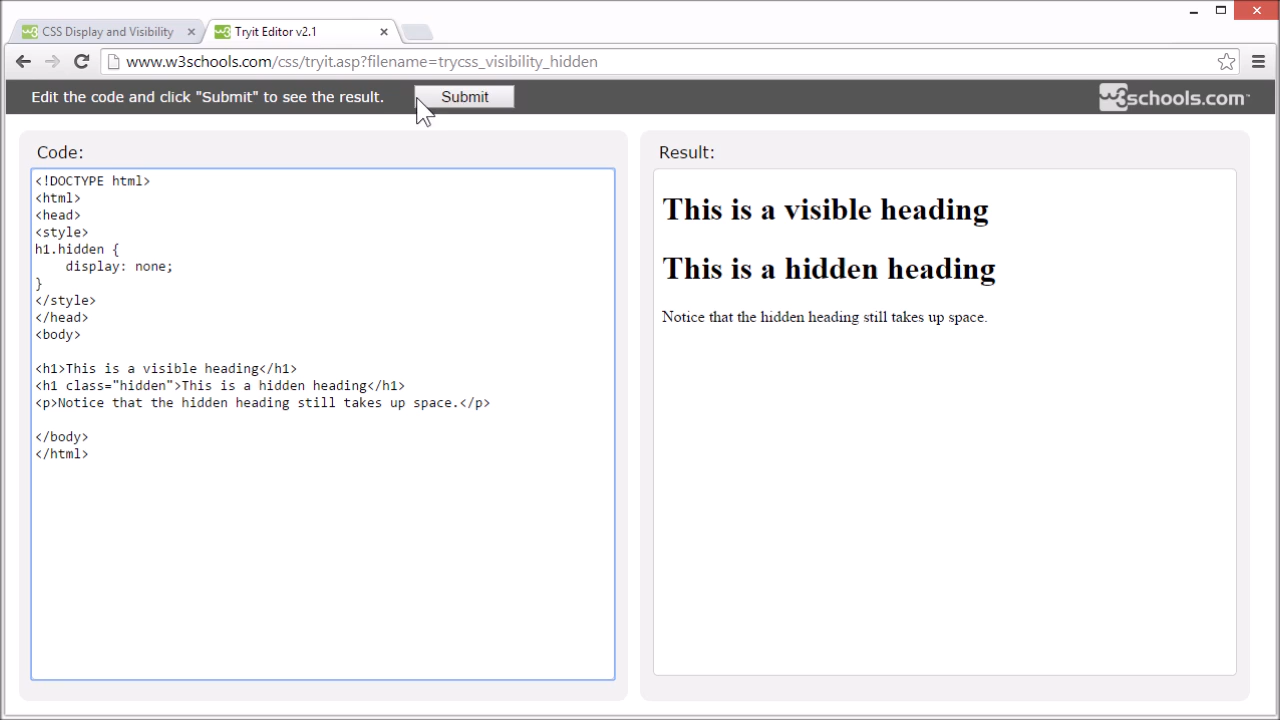 CSS Display and Visibility
Tryit Editor v2.1
www.w3schools.com/css/tryit.asp?filename=trycss_visibility_hidden
Edit the code and click "Submit" to see the result.
Submit
w3schools.com
Code:
<!DOCTYPE html>
<html>
<head>
<style>
h1.hidden {
    display: none;
}
</style>
</head>
<body>
<h1>This is a visible heading</h1>
<h1 class="hidden">This is a hidden heading</h1>
<p>Notice that the hidden heading still takes up space.</p>
</body>
</html>
Result:
This is a visible heading
This is a hidden heading
Notice that the hidden heading still takes up space.